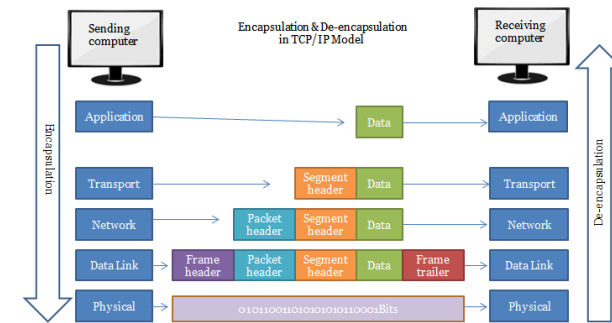 Sending
computer
Encapsulation & De-encapsulation
in TCP/IP Model
Receiving
computer
Encapsulation
De-encapsulation
Application
Data
Application
Transport
Segment
header
Data
Transport
Network
Packet
header
Segment
header
Data
Network
Data Link
Frame
header
Packet
header
Segment
header
Data
Frame
trailer
Data Link
Physical
0101100110101010101100​01Bits
Physical